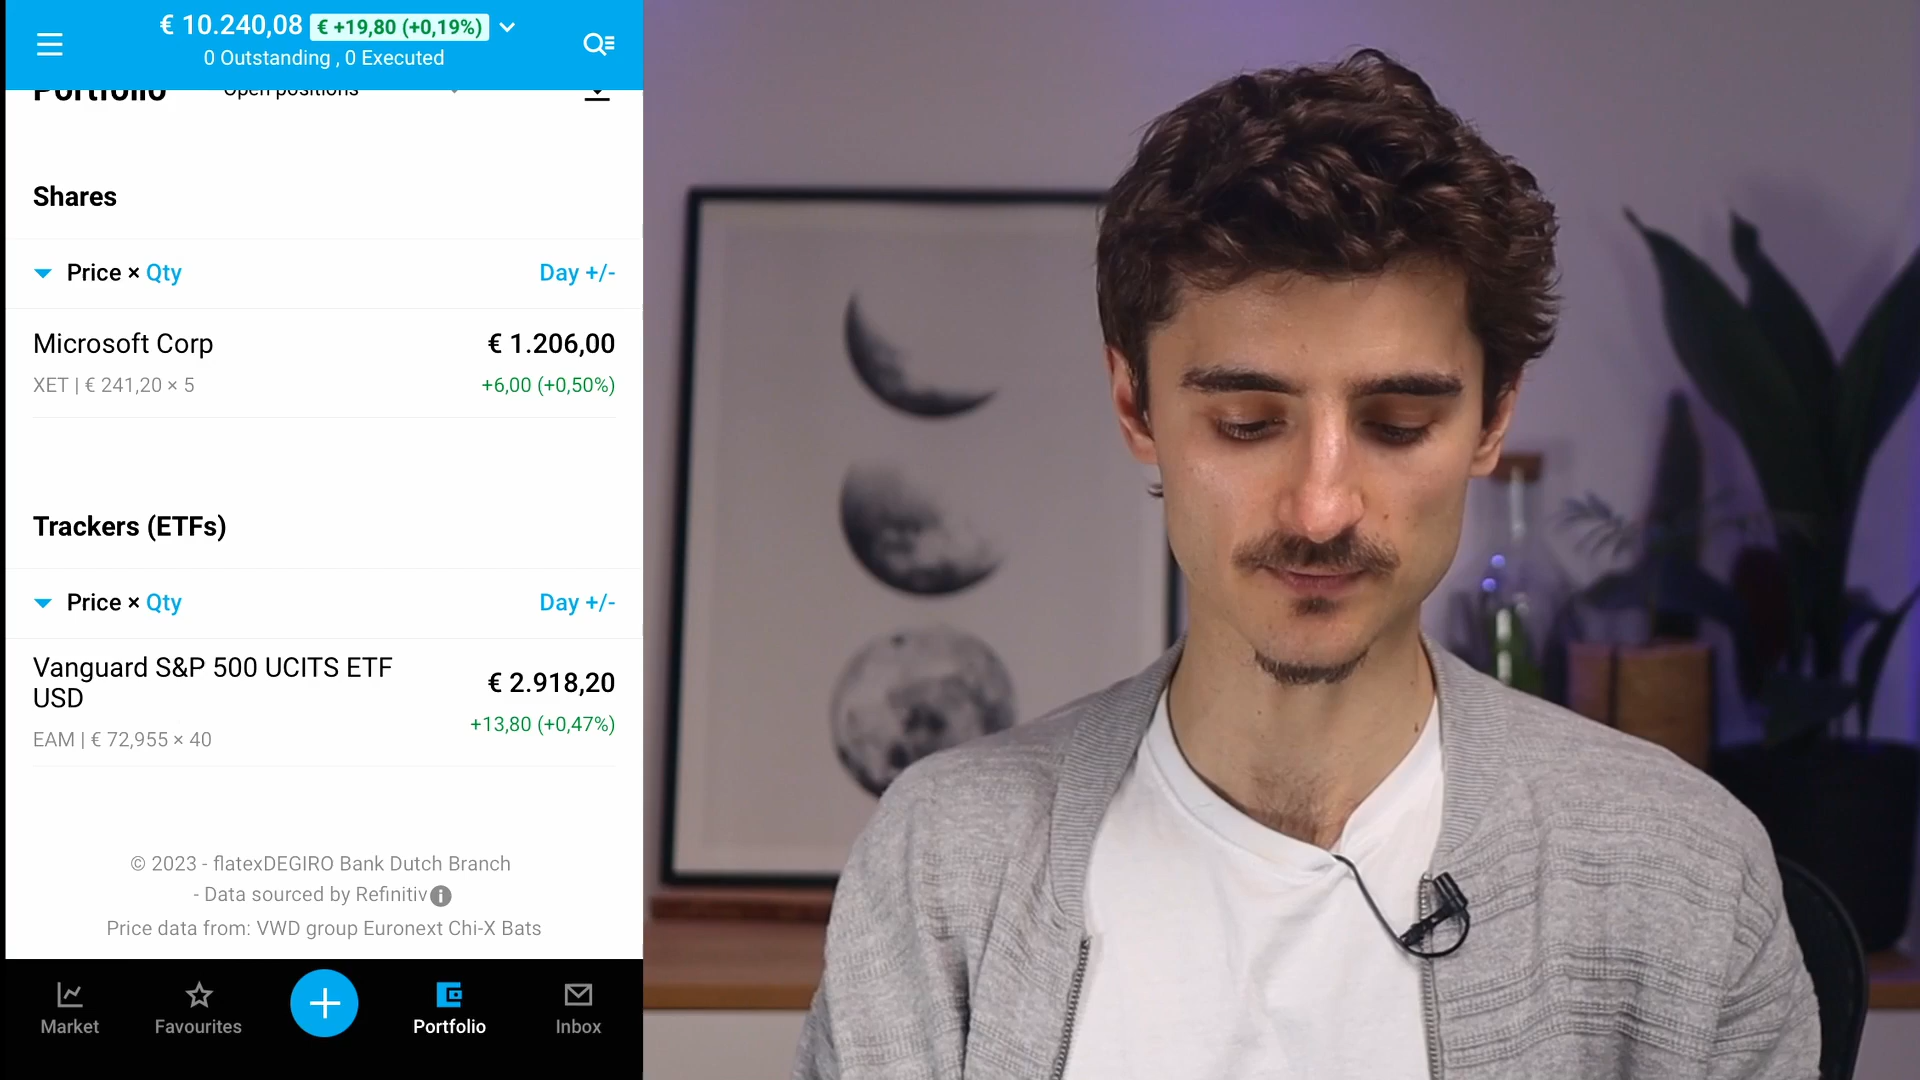 € 10.240,08 € +19,80 (+0,19%)
0 Outstanding , 0 Executed
Portfolio Open positions
Shares
Price × Qty Day +/-
Microsoft Corp € 1.206,00
XET | € 241,20 × 5 +6,00 (+0,50%)
Trackers (ETFs)
Price × Qty Day +/-
Vanguard S&P 500 UCITS ETF
USD € 2.918,20
EAM | € 72,955 × 40 +13,80 (+0,47%)
© 2023 - flatexDEGIRO Bank Dutch Branch
- Data sourced by Refinitiv
Price data from: VWD group Euronext Chi-X Bats
Market Favourites Portfolio Inbox